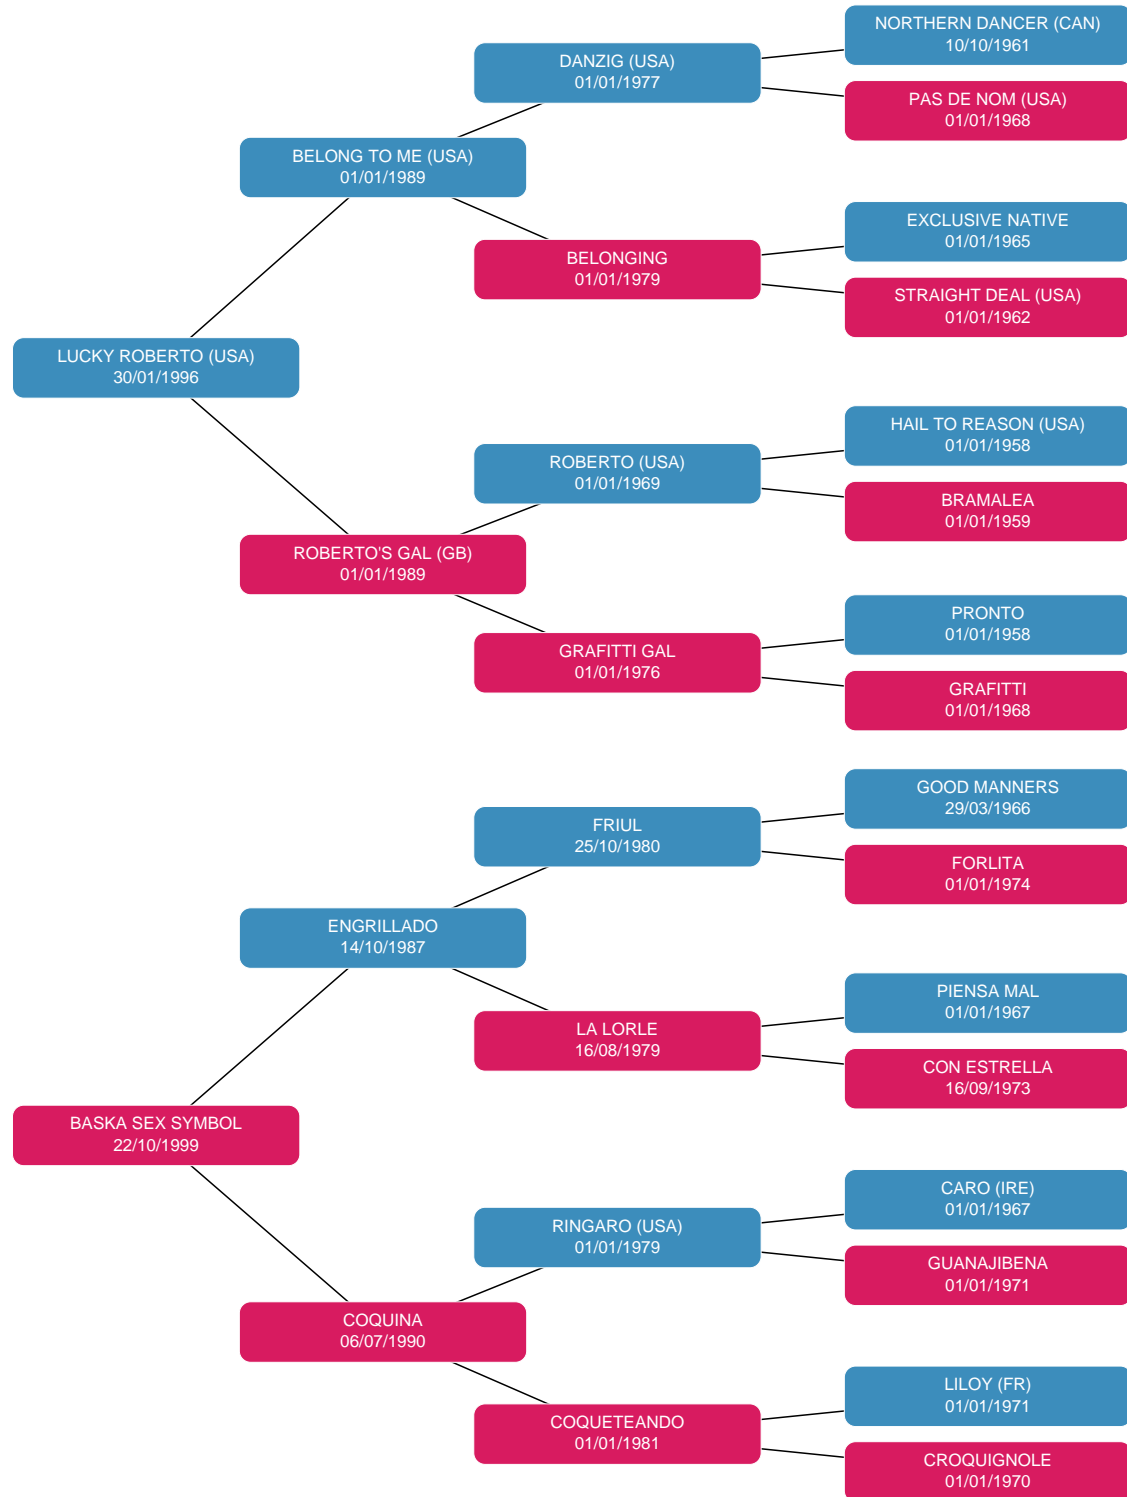 NORTHERN DANCER (CAN)
10/10/1961
DANZIG (USA)
01/01/1977
PAS DE NOM (USA)
01/01/1968
BELONG TO ME (USA)
01/01/1989
EXCLUSIVE NATIVE
01/01/1965
BELONGING
01/01/1979
STRAIGHT DEAL (USA)
01/01/1962
LUCKY ROBERTO (USA)
30/01/1996
HAIL TO REASON (USA)
01/01/1958
ROBERTO (USA)
01/01/1969
BRAMALEA
01/01/1959
ROBERTO'S GAL (GB)
01/01/1989
PRONTO
01/01/1958
GRAFITTI GAL
01/01/1976
GRAFITTI
01/01/1968
GOOD MANNERS
29/03/1966
FRIUL
25/10/1980
FORLITA
01/01/1974
ENGRILLADO
14/10/1987
PIENSA MAL
01/01/1967
LA LORLE
16/08/1979
CON ESTRELLA
16/09/1973
BASKA SEX SYMBOL
22/10/1999
CARO (IRE)
01/01/1967
RINGARO (USA)
01/01/1979
GUANAJIBENA
01/01/1971
COQUINA
06/07/1990
LILOY (FR)
01/01/1971
COQUETEANDO
01/01/1981
CROQUIGNOLE
01/01/1970